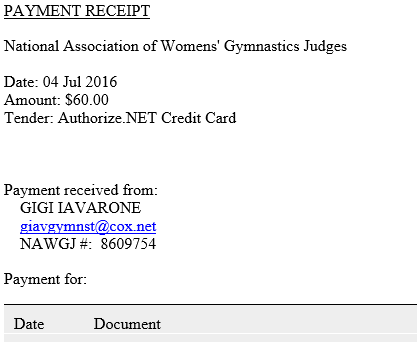 PAYMENT RECEIPT
National Association of Womens' Gymnastics Judges
Date: 04 Jul 2016
Amount: $60.00
Tender: Authorize.NET Credit Card
Payment received from:
GIGI IAVARONE
giavgymnst@cox.net
NAWGJ #: 8609754
Payment for:
Date Document